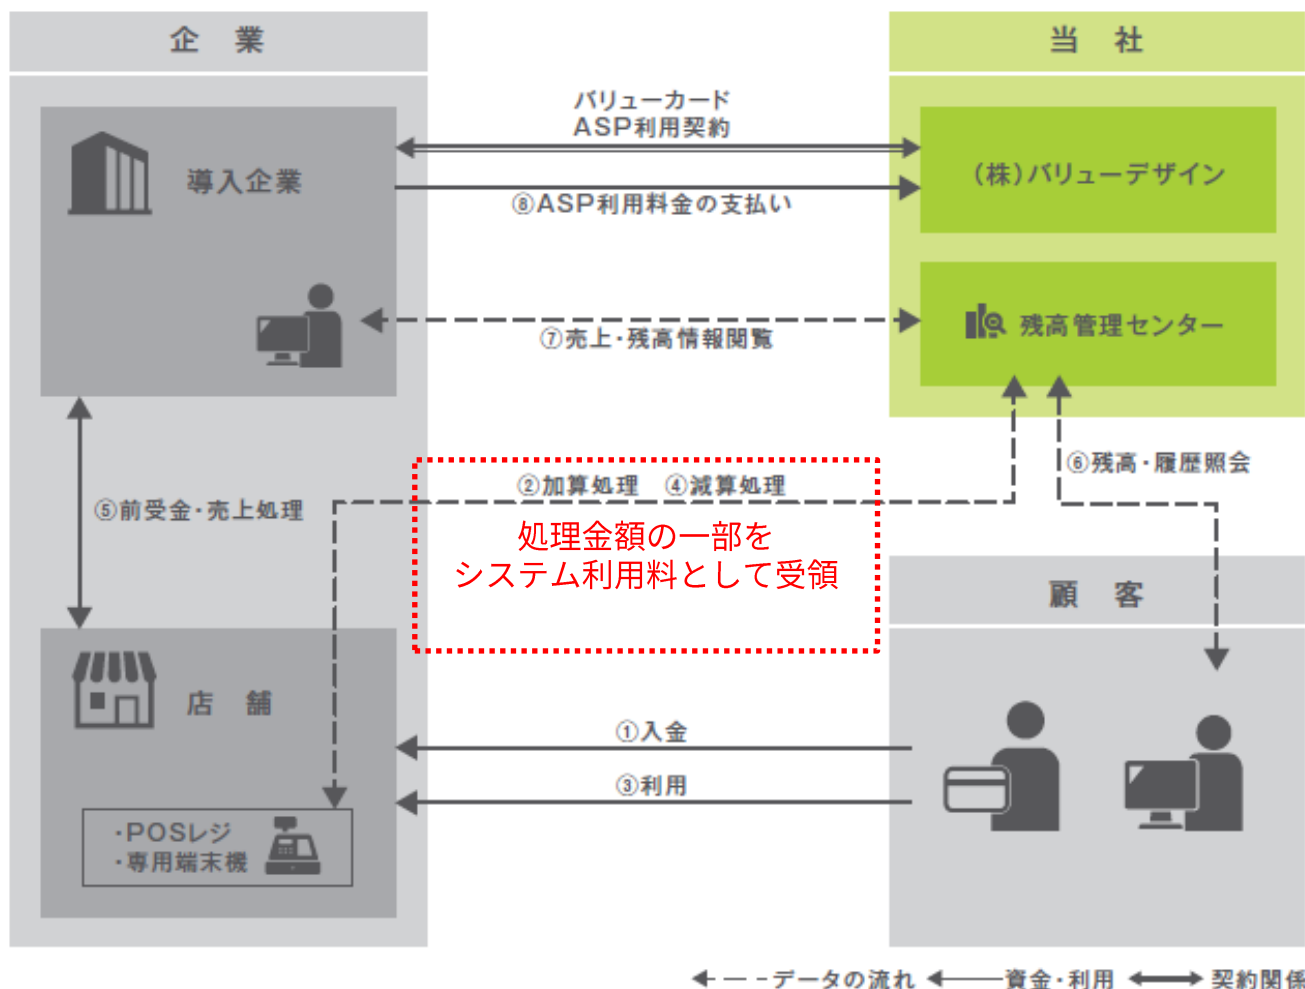 企 業
当 社
導入企業
バリューカード
ASP利用契約
⑧ASP利用料金の支払い
(株)バリューデザイン
⑦売上・残高情報閲覧
残高管理センター
⑤前受金・売上処理
②加算処理 ④減算処理
処理金額の一部を
システム利用料として受領
⑥残高・履歴照会
顧 客
店 舗
①入金
③利用
・POSレジ
・専用端末機
データの流れ 資金・利用 契約関係